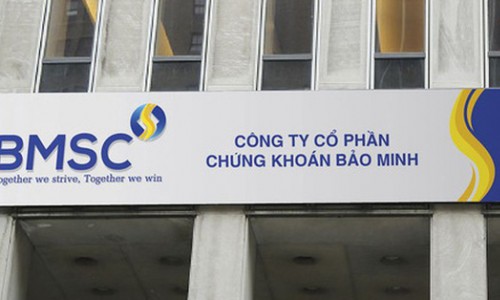 BMSC
Together we strive, Together we win
CÔNG TY CỔ PHẦN
CHỨNG KHOÁN BẢO MINH